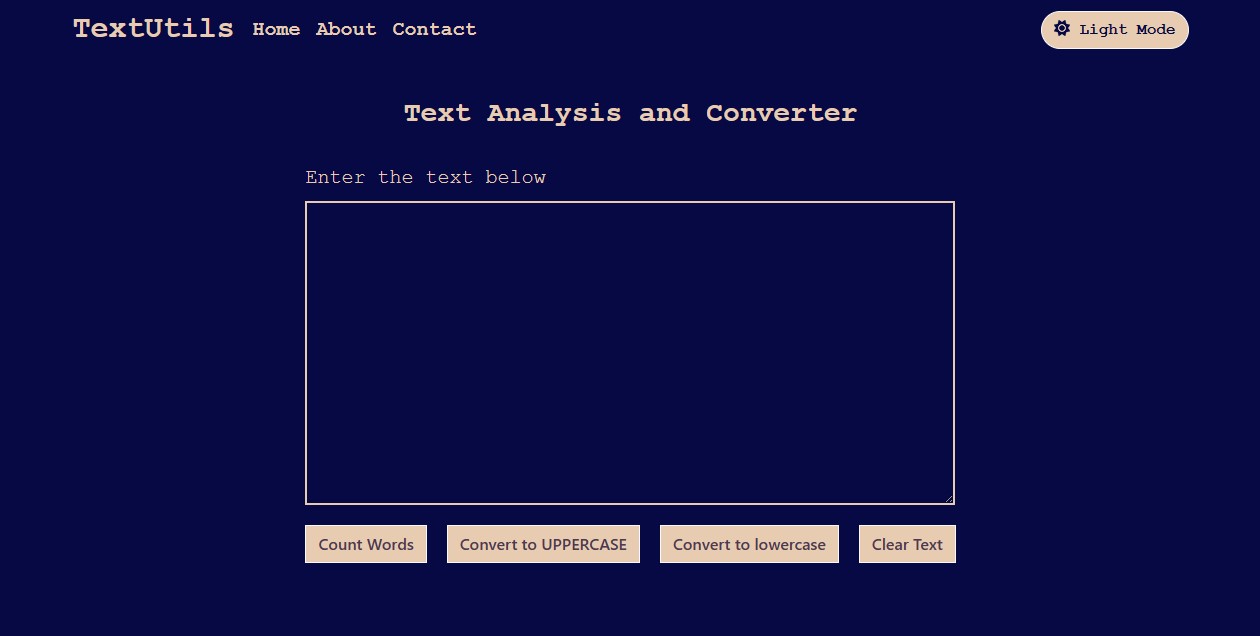 TextUtils Home About Contact Light Mode
Text Analysis and Converter
Enter the text below
Count Words Convert to UPPERCASE Convert to lowercase Clear Text